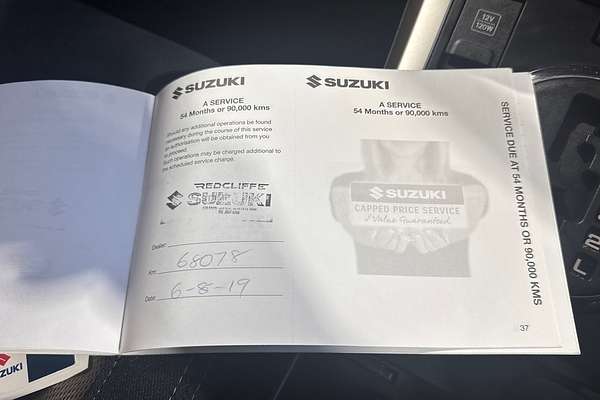 SUZUKI
A SERVICE
54 Months or 90,000 kms
Should any additional operations be found
necessary during the course of this service
an authorisation will be obtained from you
to proceed.
Such operations may be charged additional to
the scheduled service charge.
REDCLIFFE
SUZUKI
Dealer:
Km: 68078
Date: 6-8-19
SUZUKI
A SERVICE
54 Months or 90,000 kms
SUZUKI
CAPPED PRICE SERVICE
Value Guaranteed
SERVICE DUE AT 54 MONTHS OR 90,000 KMS
37
12V
120W
SUZUKI